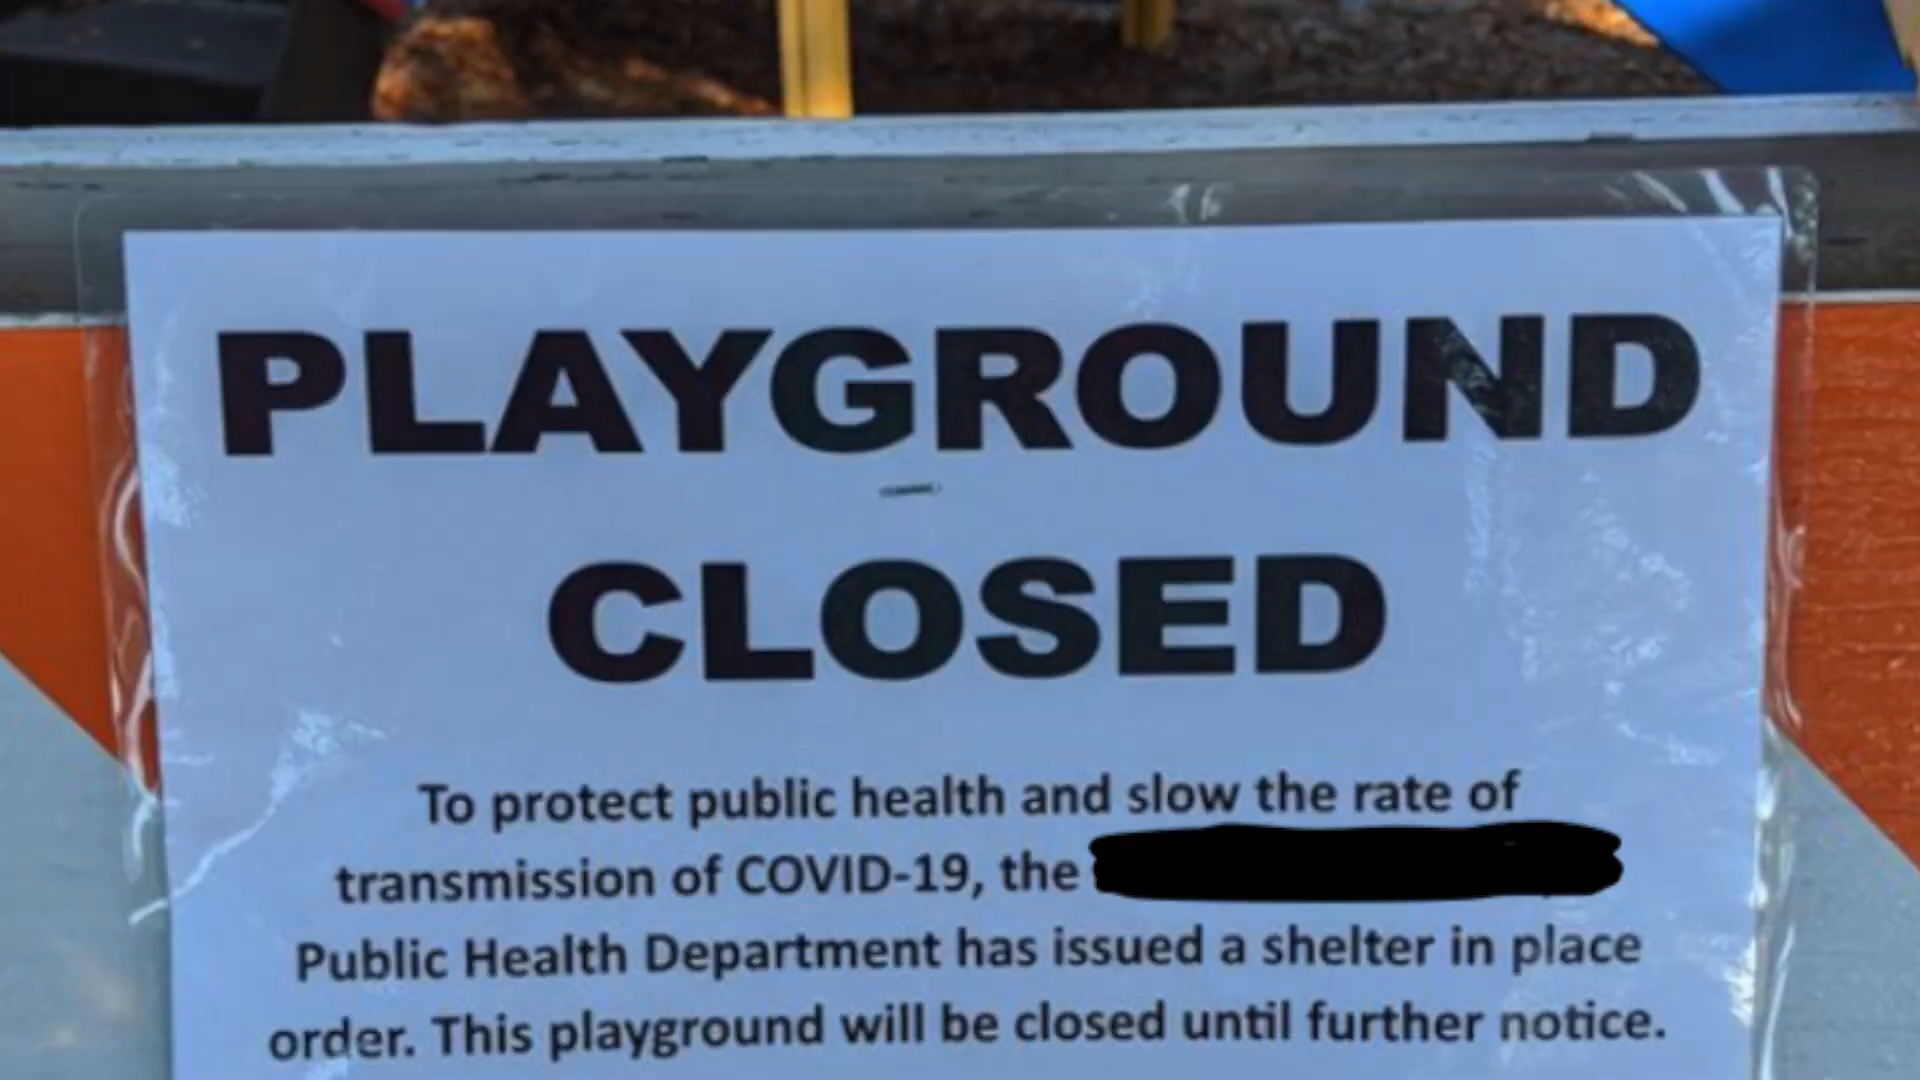 PLAYGROUND
CLOSED
To protect public health and slow the rate of
transmission of COVID-19, the
Public Health Department has issued a shelter in place
order. This playground will be closed until further notice.